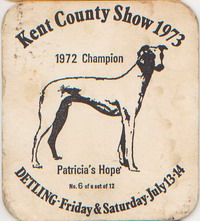 Kent County Show 1973
1972 Champion
Patricia's Hope
No. 6 of a set of 12
DETLING-Friday & Saturday-July 13-14